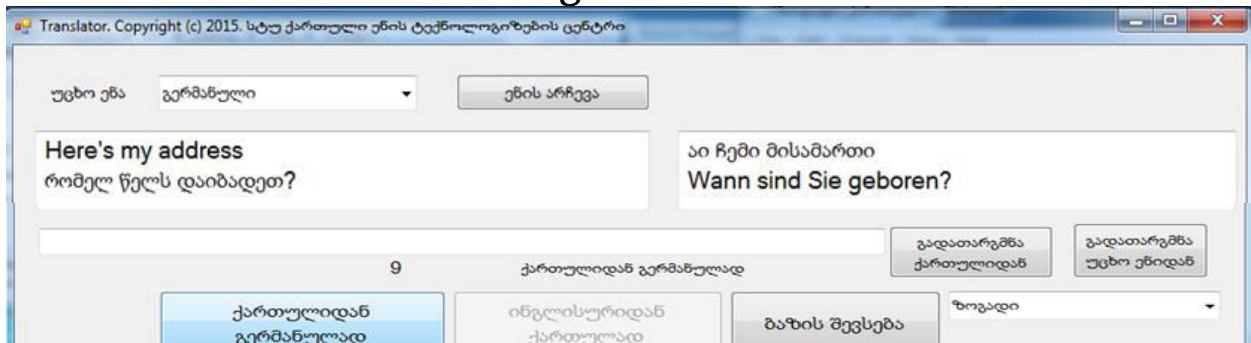 Translator. Copyright (c) 2015. სტუ ქართული ენის ტექნოლოგიზების ცენტრი
უცხო ენა გერმანული ენის არჩევა
Here's my address
რომელ წელს დაიბადეთ?
აი ჩემი მისამართი
Wann sind Sie geboren?
გადათარგმნა ქართულიდან
გადათარგმნა უცხო ენიდან
9 ქართულიდან გერმანულად
ქართულიდან გერმანულად
ინგლისურიდან ქართულად
ბაზის შევსება
ზოგადი